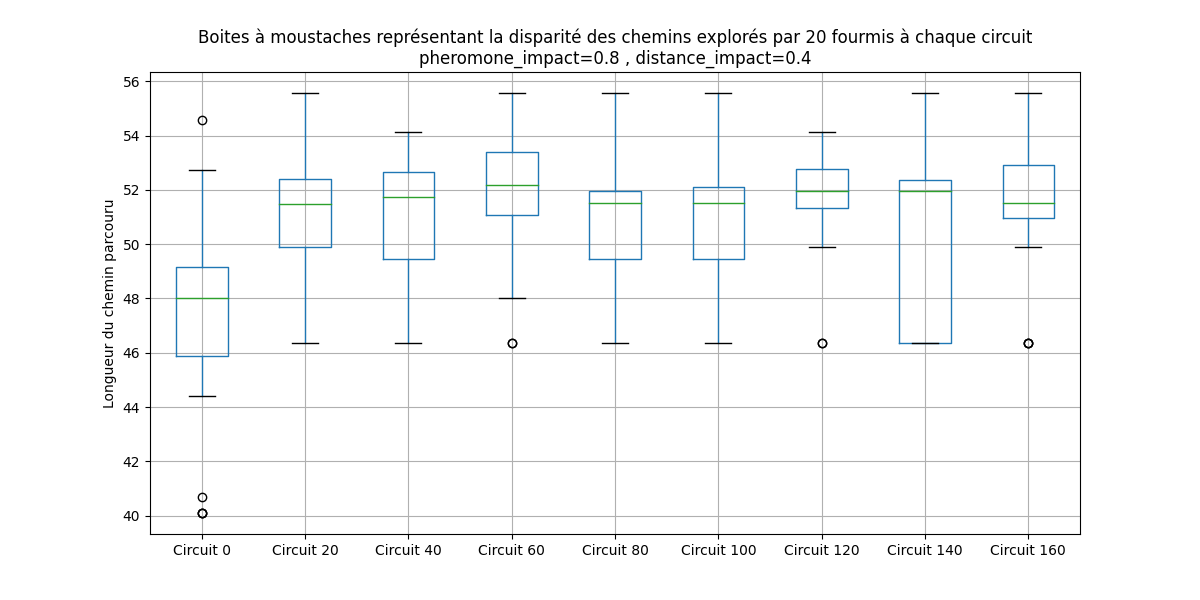 Boites à moustaches représentant la disparité des chemins explorés par 20 fourmis à chaque circuit
pheromone_impact=0.8 , distance_impact=0.4
56
54
52
50
48
46
44
42
40
Longueur du chemin parcouru
Circuit 0
Circuit 20
Circuit 40
Circuit 60
Circuit 80
Circuit 100
Circuit 120
Circuit 140
Circuit 160